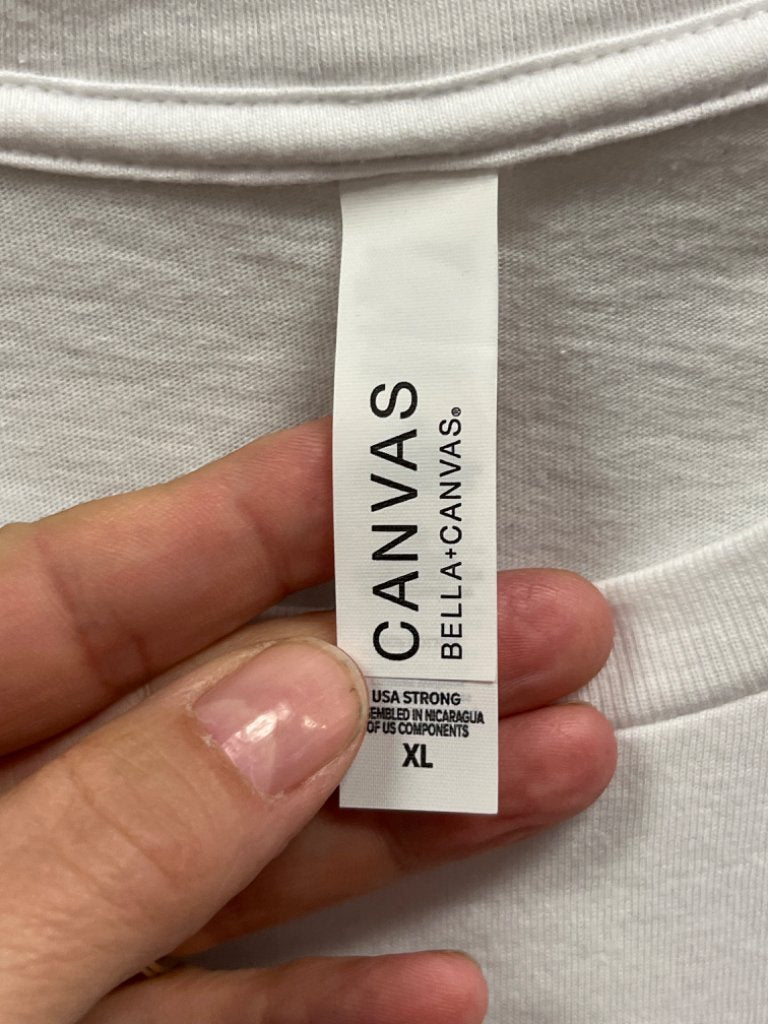 CANVAS
BELLA+CANVAS®
USA STRONG
IN NICARAGUA
OF US COMPONENTS
XL